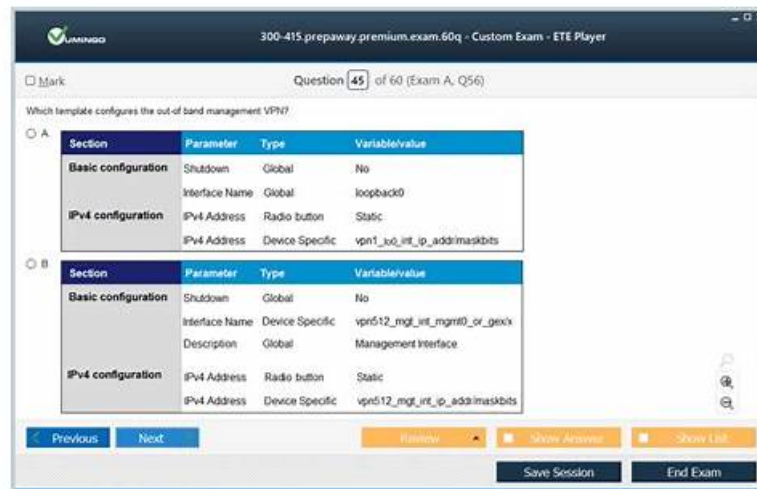 VUMINGO
300-415.prepaway.premium.exam.60q - Custom Exam - ETE Player
Mark
Question 45 of 60 (Exam A, Q56)
Which template configures the out-of band management VPN?
A
Section Parameter Type Variable/value
Basic configuration Shutdown Global No
Interface Name Global loopback0
IPv4 configuration IPv4 Address Radio button Static
IPv4 Address Device Specific vpn1_lo0_int_ip_addr/maskbits
B
Section Parameter Type Variable/value
Basic configuration Shutdown Global No
Interface Name Device Specific vpn512_mgt_int_mgmt0_or_gex/x
Description Global Management Interface
IPv4 configuration IPv4 Address Radio button Static
IPv4 Address Device Specific vpn512_mgt_int_ip_addr/maskbits
Previous Next Review Show Answer Show List
Save Session End Exam